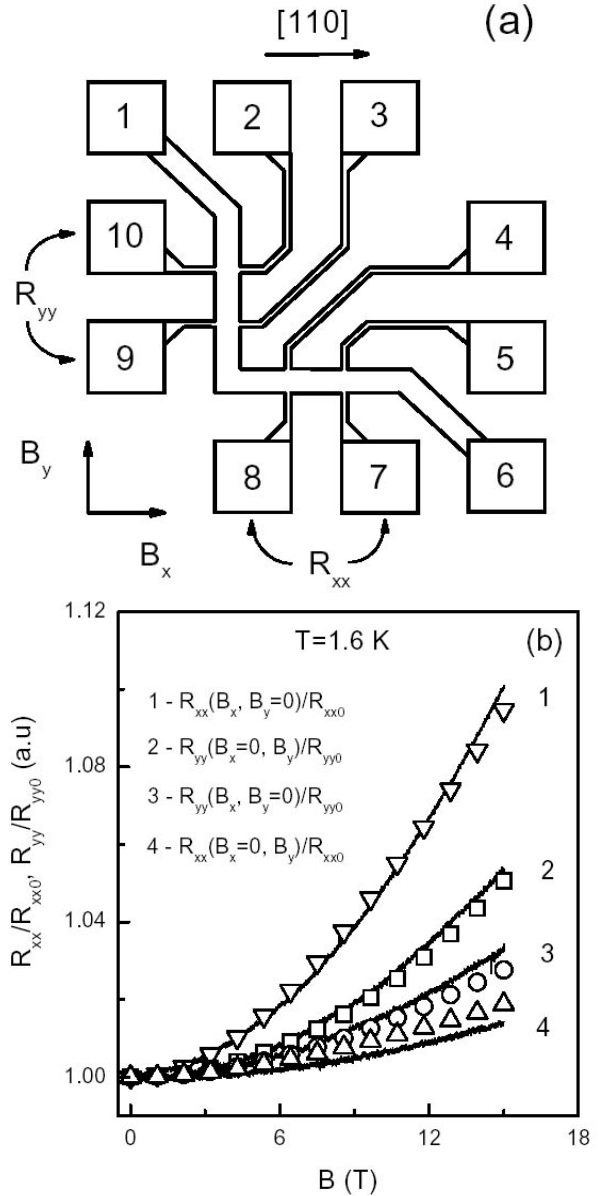 [110] (a)
1 2 3
10 4
R_yy
9 5
B_y
8 7 6
B_x
R_xx
1.12
T=1.6 K (b)
1 - R_xx(B_x, B_y=0)/R_xx0 1
2 - R_yy(B_x=0, B_y)/R_yy0
1.08
3 - R_yy(B_x, B_y=0)/R_yy0
4 - R_xx(B_x=0, B_y)/R_xx0
2
R_xx/R_xx0, R_yy/R_yy0 (a.u)
1.04
3
4
1.00
0 6 12 18
B (T)